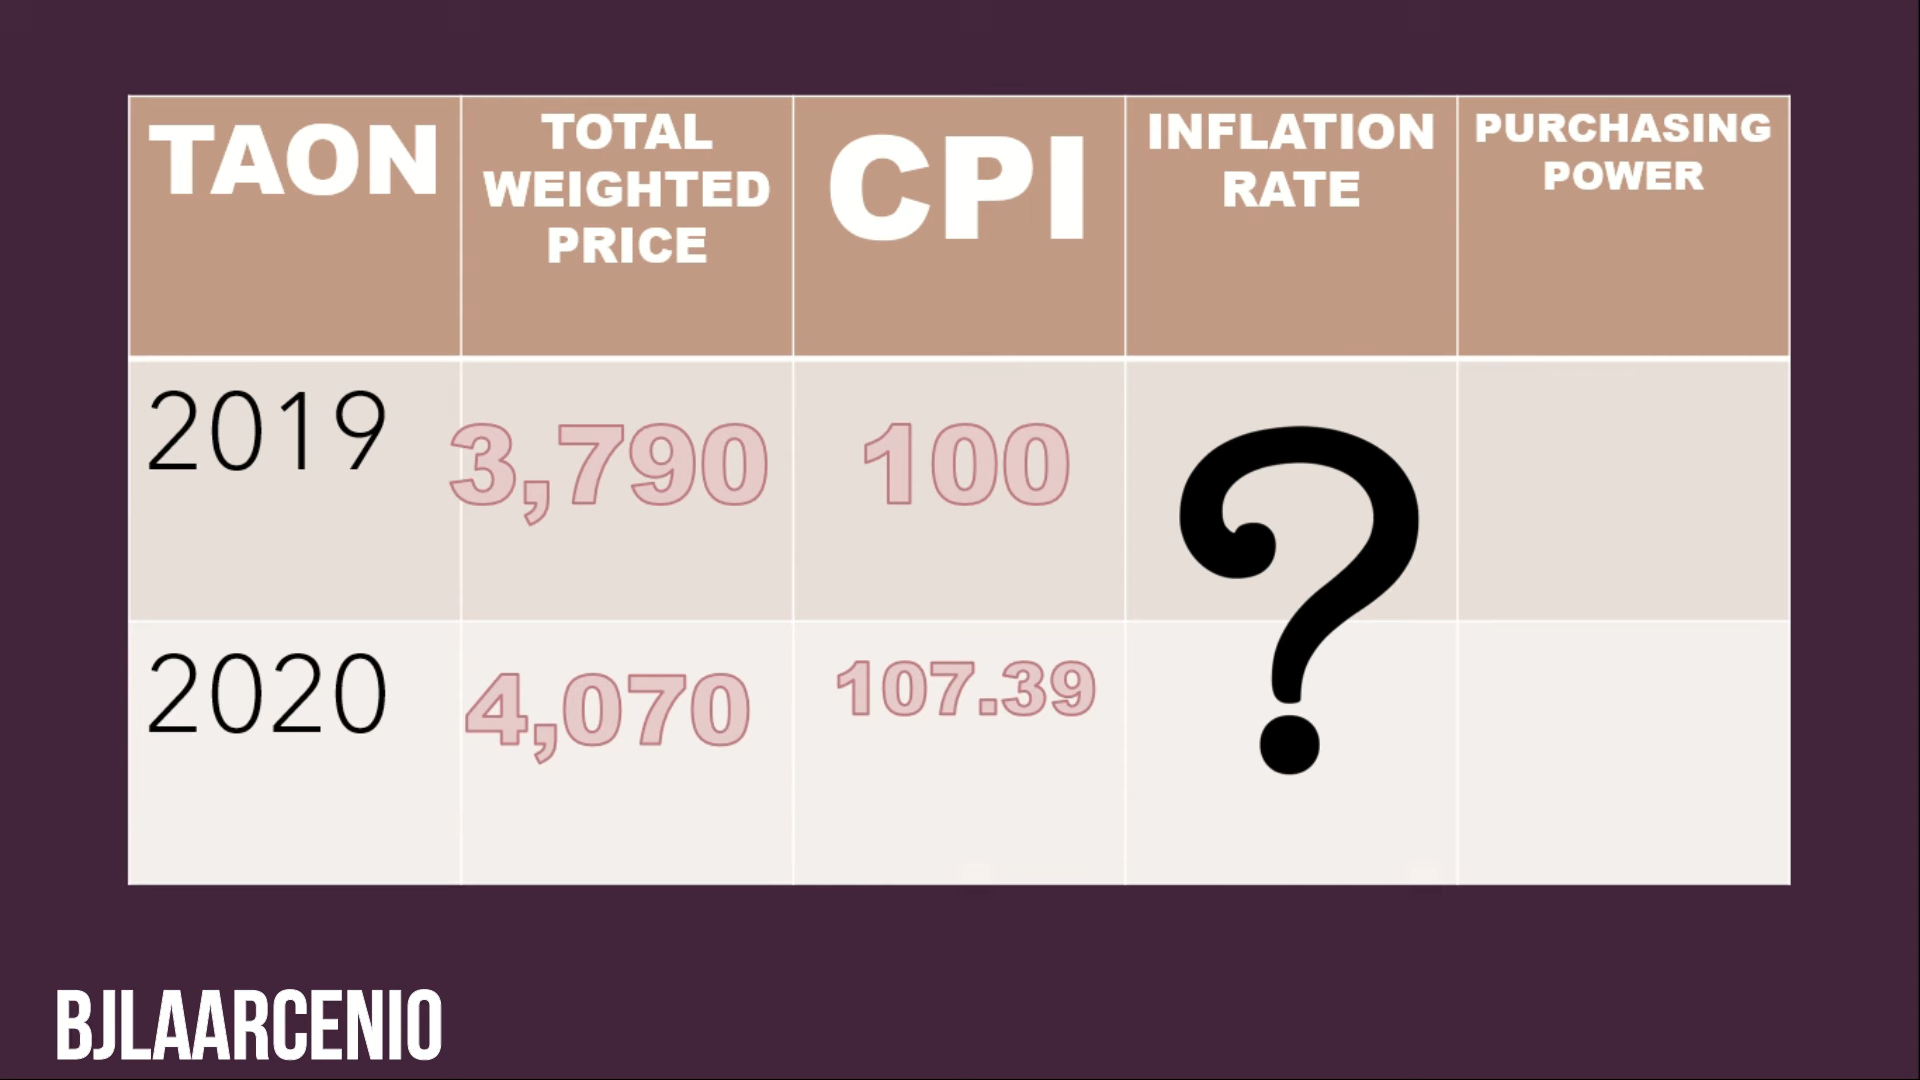 TAON
TOTAL
WEIGHTED
PRICE
CPI
INFLATION
RATE
PURCHASING
POWER
2019
3,790
100
?
2020
4,070
107.39
BJLAARCENIO